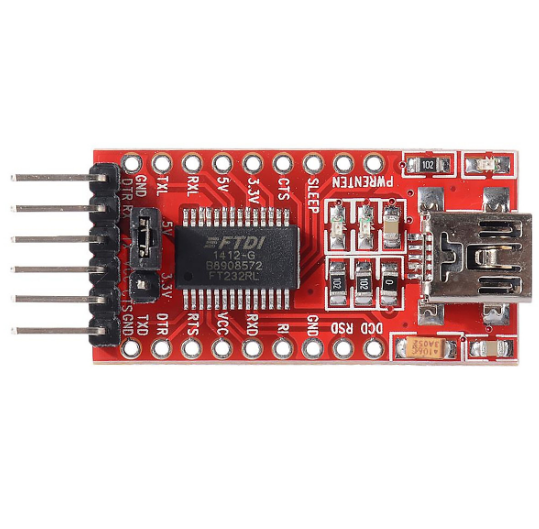 GND
TXL
RXL
5V
3.3V
CTS
SLEEP
PWRENTEN
102
DTR
RX
5V
3.3V
FTDI
1412-G
B8908572
FT232RL
102
102
0
GND
TXD
DTR
RTS
VCC
RXD
RI
GND
RSD
DCD